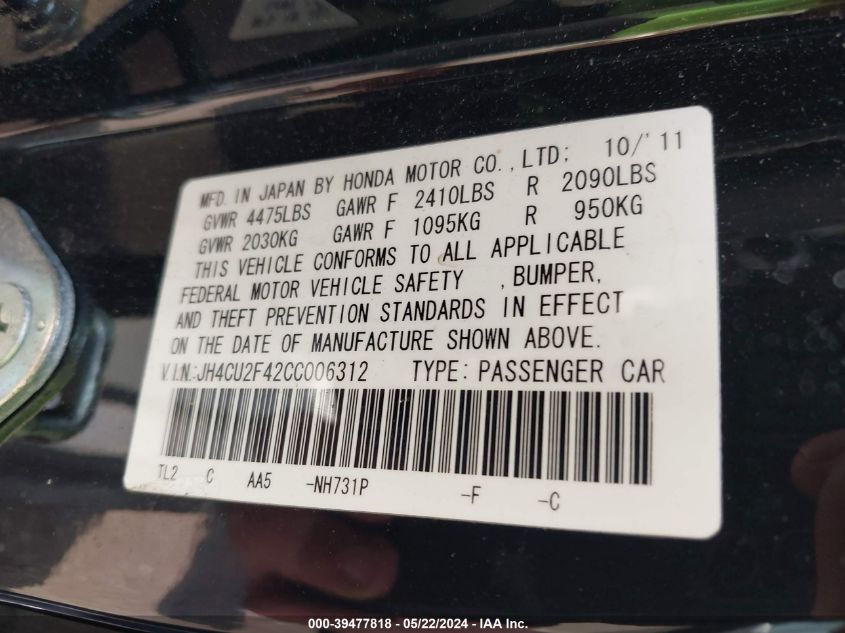 MFD. IN JAPAN BY HONDA MOTOR CO., LTD; 10/'11
GVWR 4475LBS GAWR F 2410LBS R 2090LBS
GVWR 2030KG GAWR F 1095KG R 950KG
THIS VEHICLE CONFORMS TO ALL APPLICABLE
FEDERAL MOTOR VEHICLE SAFETY , BUMPER,
AND THEFT PREVENTION STANDARDS IN EFFECT
ON THE DATE OF MANUFACTURE SHOWN ABOVE.
V.I.N.:JH4CU2F42CC006312 TYPE: PASSENGER CAR
TL2 C AA5 -NH731P -F -C
000-39477818 - 05/22/2024 - IAA Inc.